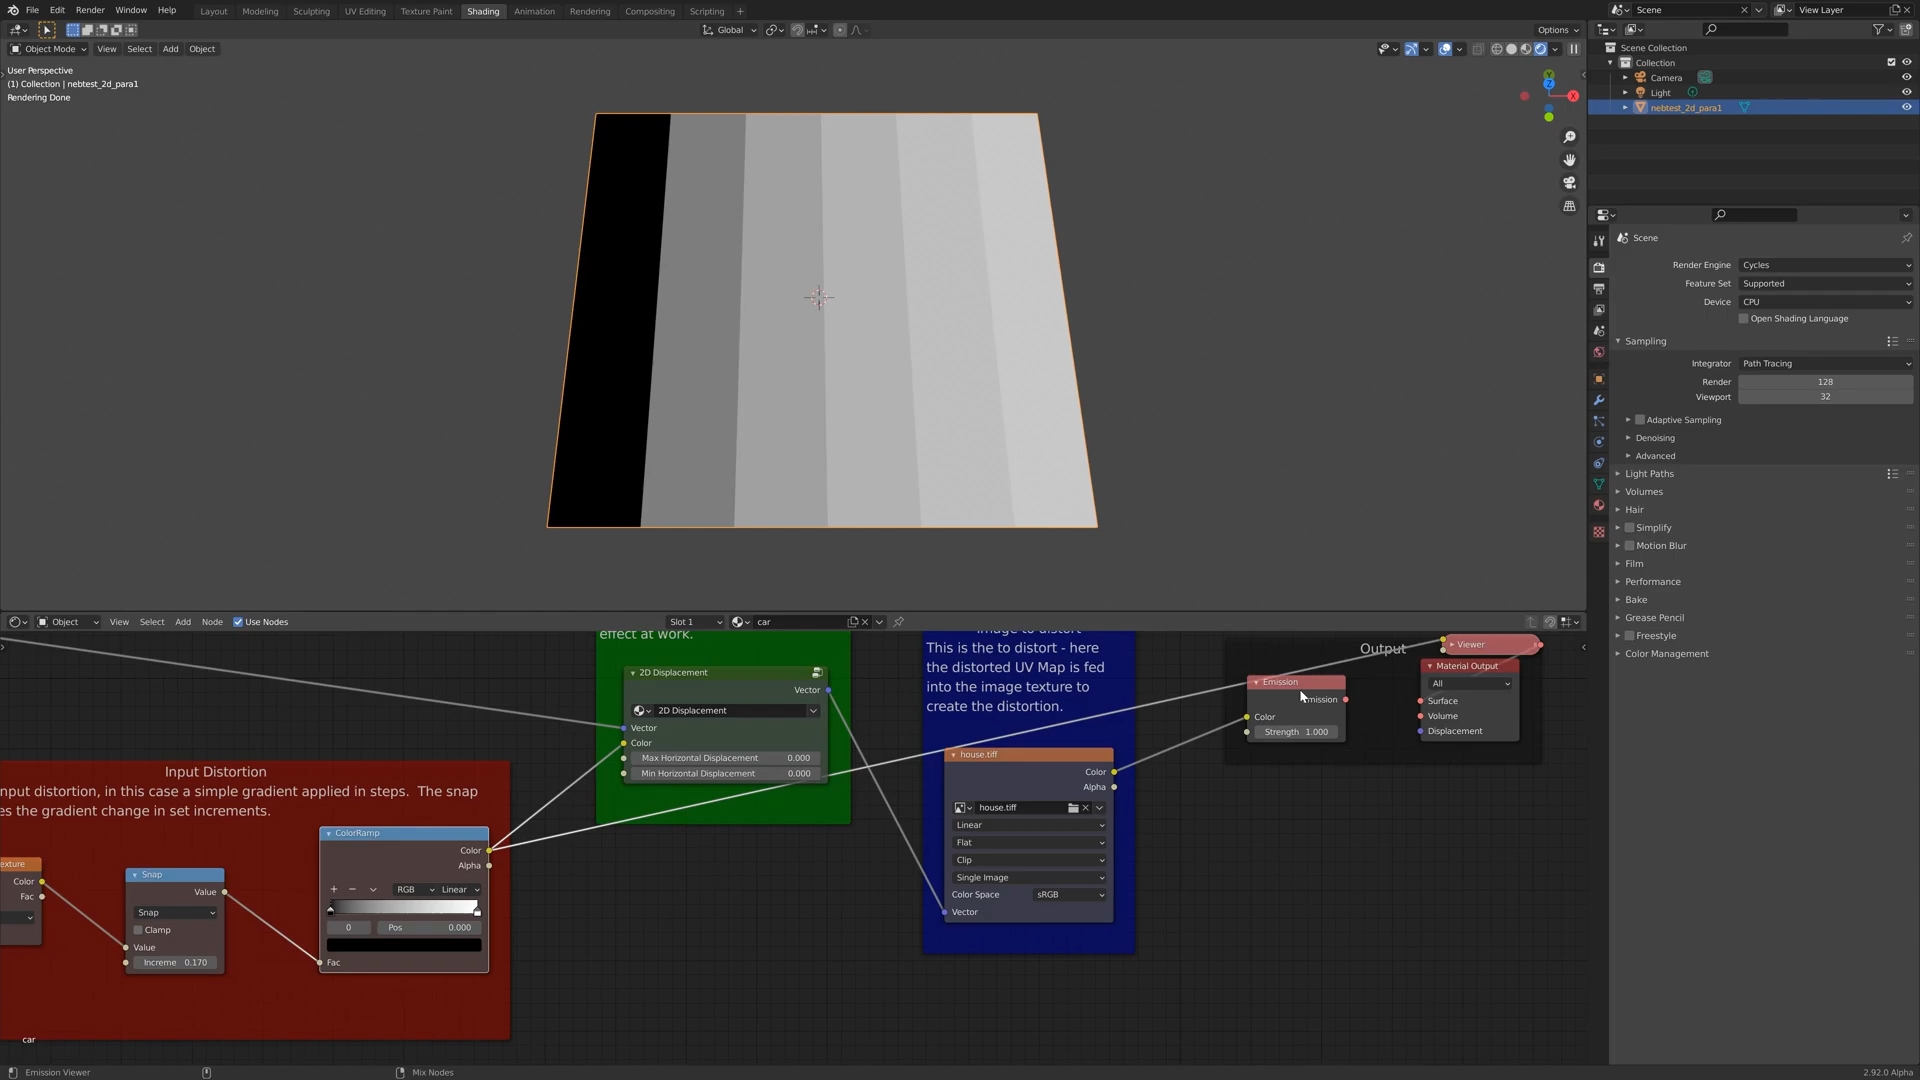 File Edit Render Window Help Layout Modeling Sculpting UV Editing Texture Paint Shading Animation Rendering Compositing Scripting + Scene View Layer
Global Options
Object Mode View Select Add Object
User Perspective
(1) Collection | nebtest_2d_para1
Rendering Done
Y
Z
X
Scene Collection
Collection
Camera
Light
nebtest_2d_para1
Scene
Render Engine Cycles
Feature Set Supported
Device CPU
Open Shading Language
Sampling
Integrator Path Tracing
Render 128
Viewport 32
Adaptive Sampling
Denoising
Advanced
Light Paths
Volumes
Hair
Simplify
Motion Blur
Film
Performance
Bake
Grease Pencil
Freestyle
Color Management
Object View Select Add Node Use Nodes Slot 1 car
effect at work.
2D Displacement
Vector
2D Displacement
Vector
Color
Max Horizontal Displacement 0.000
Min Horizontal Displacement 0.000
Image to distort
This is the to distort - here
the distorted UV Map is fed
into the image texture to
create the distortion.
house.tiff
Color
Alpha
house.tiff
Linear
Flat
Clip
Single Image
Color Space sRGB
Vector
Output
Viewer
Emission
Emission
Color
Strength 1.000
Material Output
All
Surface
Volume
Displacement
Input Distortion
nput distortion, in this case a simple gradient applied in steps. The snap
es the gradient change in set increments.
exture
Color
Fac
Snap
Value
Snap
Clamp
Value
Increme 0.170
ColorRamp
Color
Alpha
RGB Linear
0 Pos 0.000
Fac
car
Emission Viewer Mix Nodes 2.92.0 Alpha